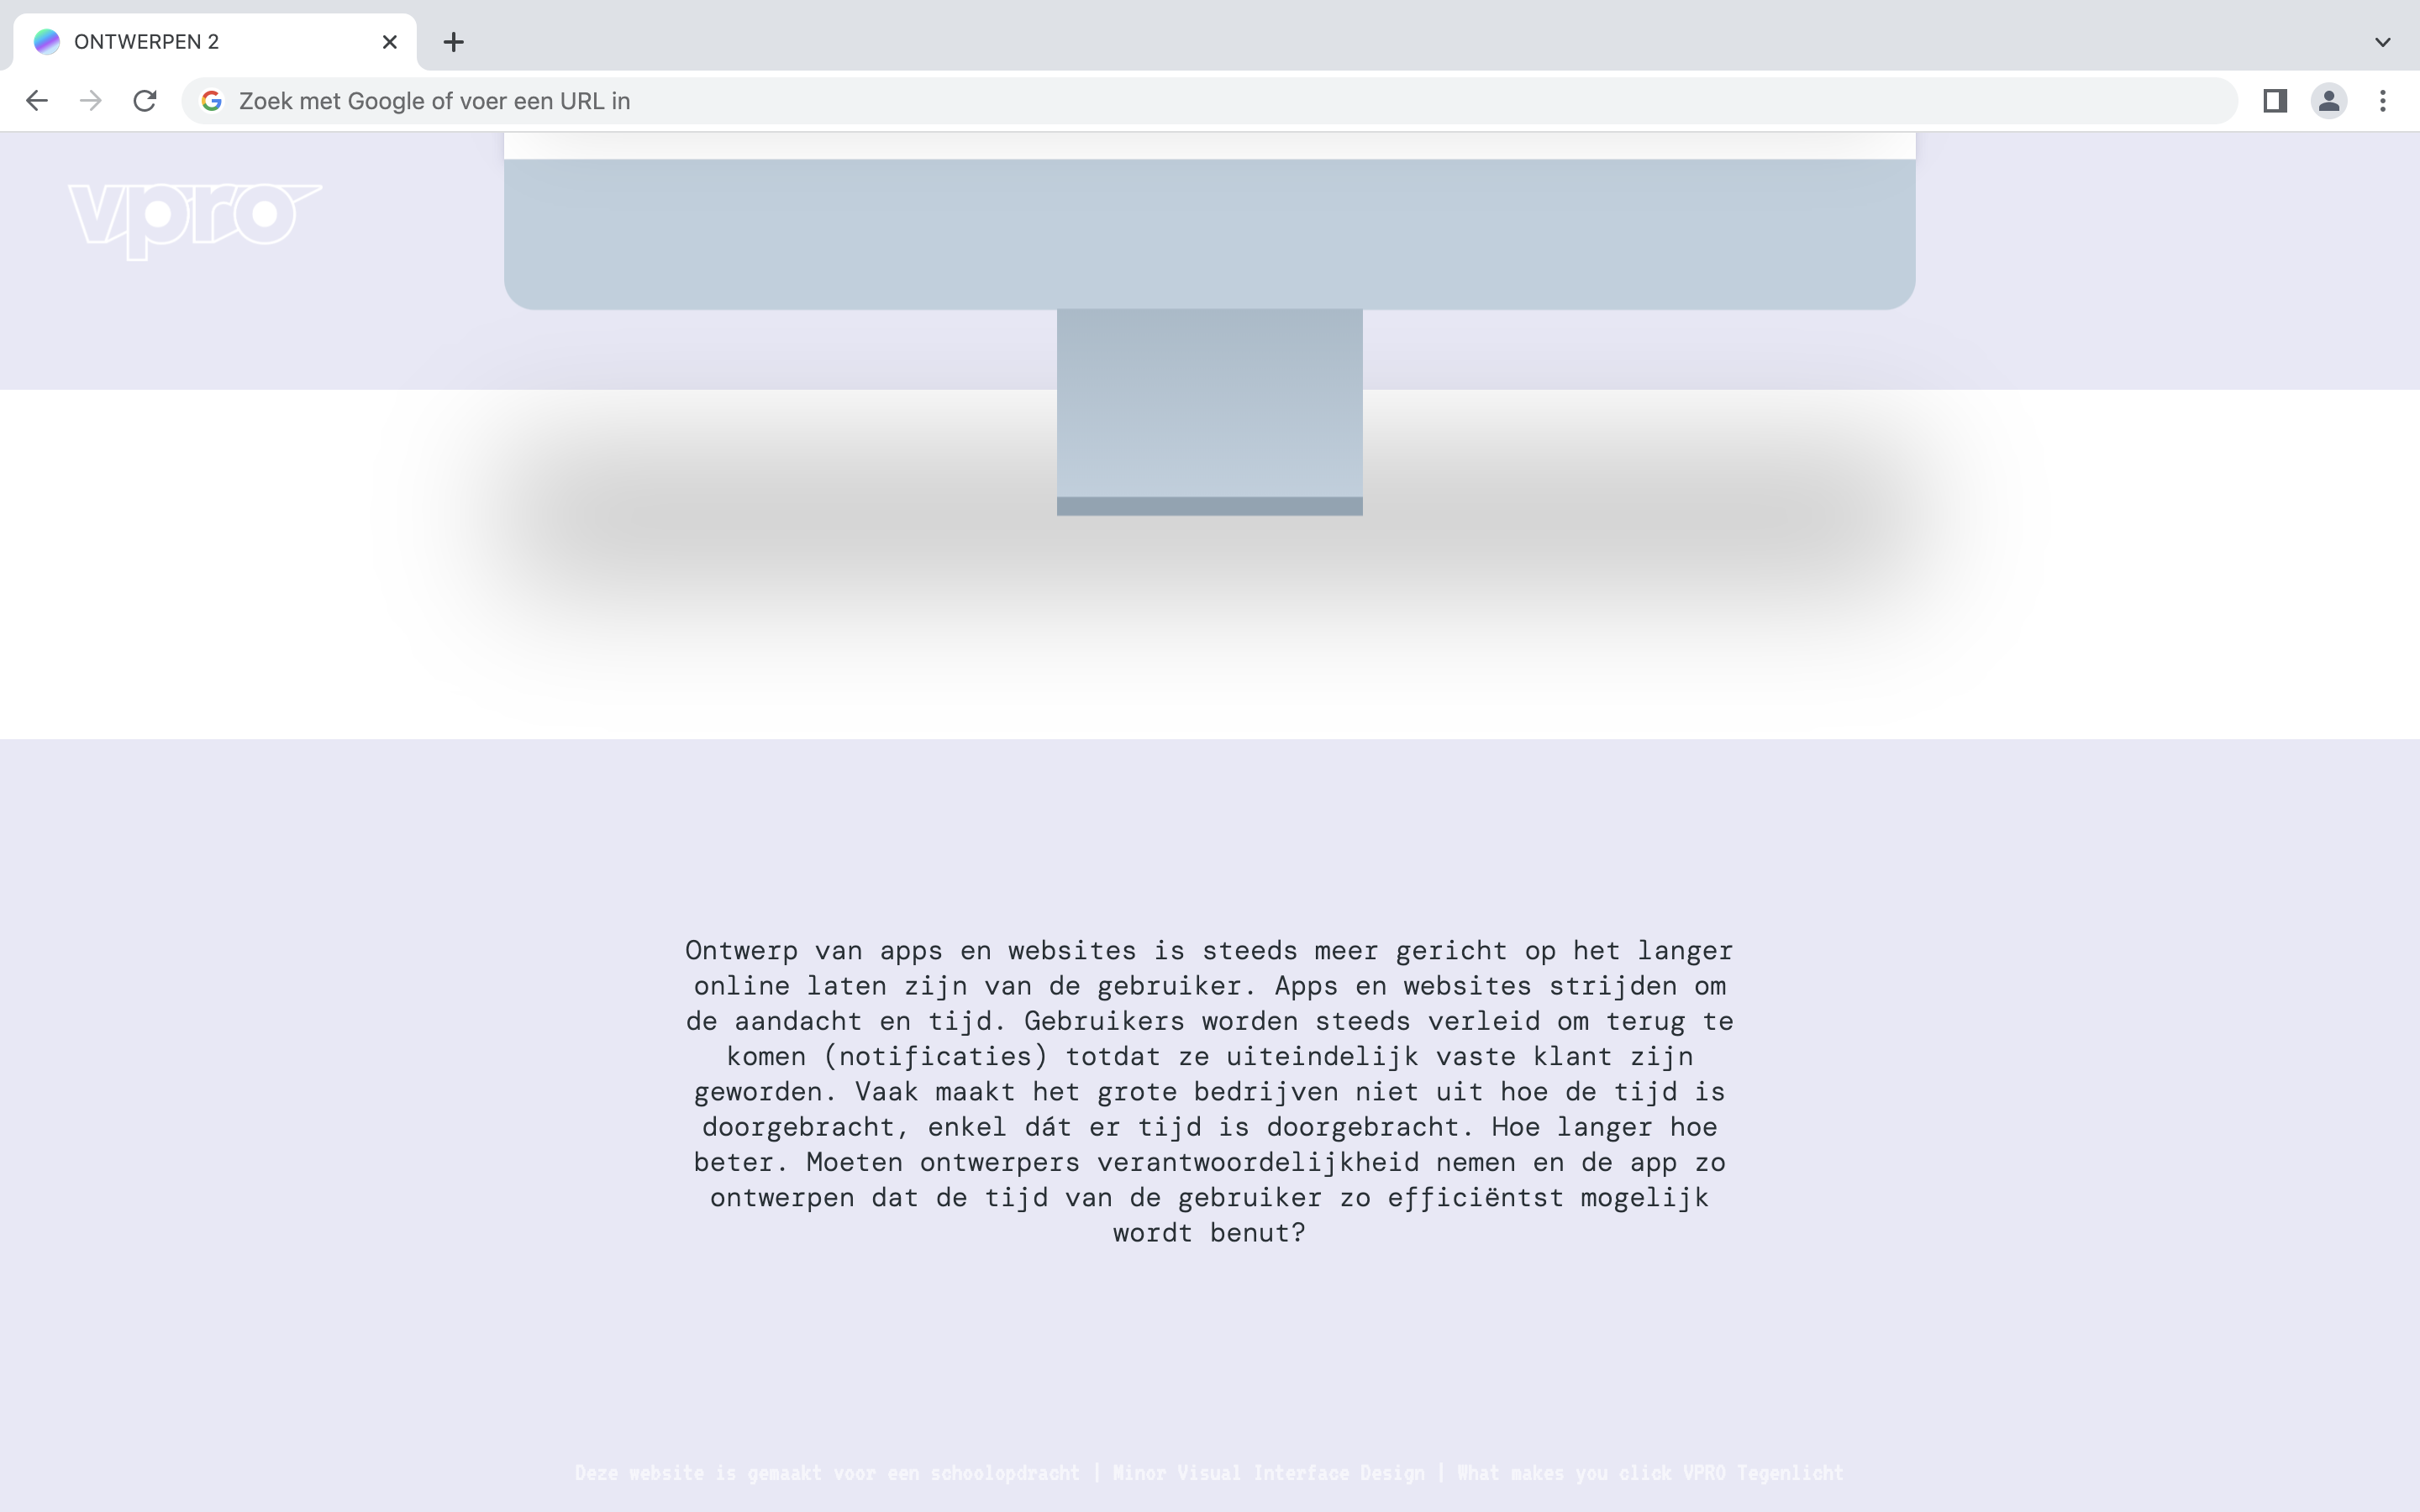 ONTWERPEN 2
Zoek met Google of voer een URL in
vpro
Ontwerp van apps en websites is steeds meer gericht op het langer
online laten zijn van de gebruiker. Apps en websites strijden om
de aandacht en tijd. Gebruikers worden steeds verleid om terug te
komen (notificaties) totdat ze uiteindelijk vaste klant zijn
geworden. Vaak maakt het grote bedrijven niet uit hoe de tijd is
doorgebracht, enkel dát er tijd is doorgebracht. Hoe langer hoe
beter. Moeten ontwerpers verantwoordelijkheid nemen en de app zo
ontwerpen dat de tijd van de gebruiker zo efficiëntst mogelijk
wordt benut?
Deze website is gemaakt voor een schoolopdracht | Minor Visual Interface Design | What makes you click VPRO Tegenlicht